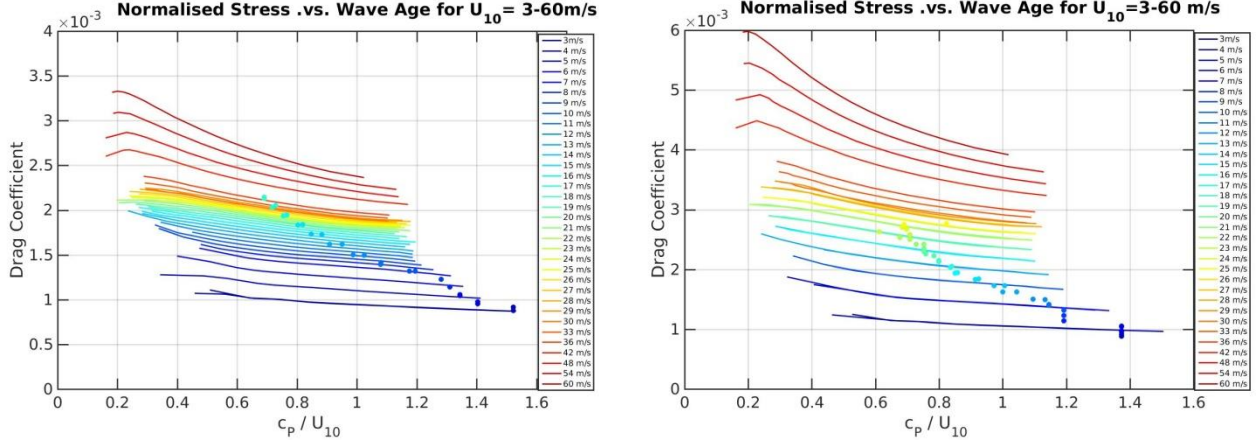 Normalised Stress .vs. Wave Age for U10= 3-60m/s
×10-3
4
3.5
3
2.5
2
1.5
1
0.5
0
Drag Coefficient
0 0.2 0.4 0.6 0.8 1 1.2 1.4 1.6
cP / U10
3m/s
4 m/s
5 m/s
6 m/s
7 m/s
8 m/s
9 m/s
10 m/s
11 m/s
12 m/s
13 m/s
14 m/s
15 m/s
16 m/s
17 m/s
18 m/s
19 m/s
20 m/s
21 m/s
22 m/s
23 m/s
24 m/s
25 m/s
26 m/s
27 m/s
28 m/s
29 m/s
30 m/s
33 m/s
36 m/s
42 m/s
48 m/s
54 m/s
60 m/s
Normalised Stress .vs. Wave Age for U10=3-60 m/s
×10-3
6
5
4
3
2
1
0
Drag Coefficient
0 0.2 0.4 0.6 0.8 1 1.2 1.4 1.6
cP / U10
3m/s
4 m/s
5 m/s
6 m/s
7 m/s
8 m/s
9 m/s
10 m/s
11 m/s
12 m/s
13 m/s
14 m/s
15 m/s
16 m/s
17 m/s
18 m/s
19 m/s
20 m/s
21 m/s
22 m/s
23 m/s
24 m/s
25 m/s
26 m/s
27 m/s
28 m/s
29 m/s
30 m/s
33 m/s
36 m/s
42 m/s
48 m/s
54 m/s
60 m/s